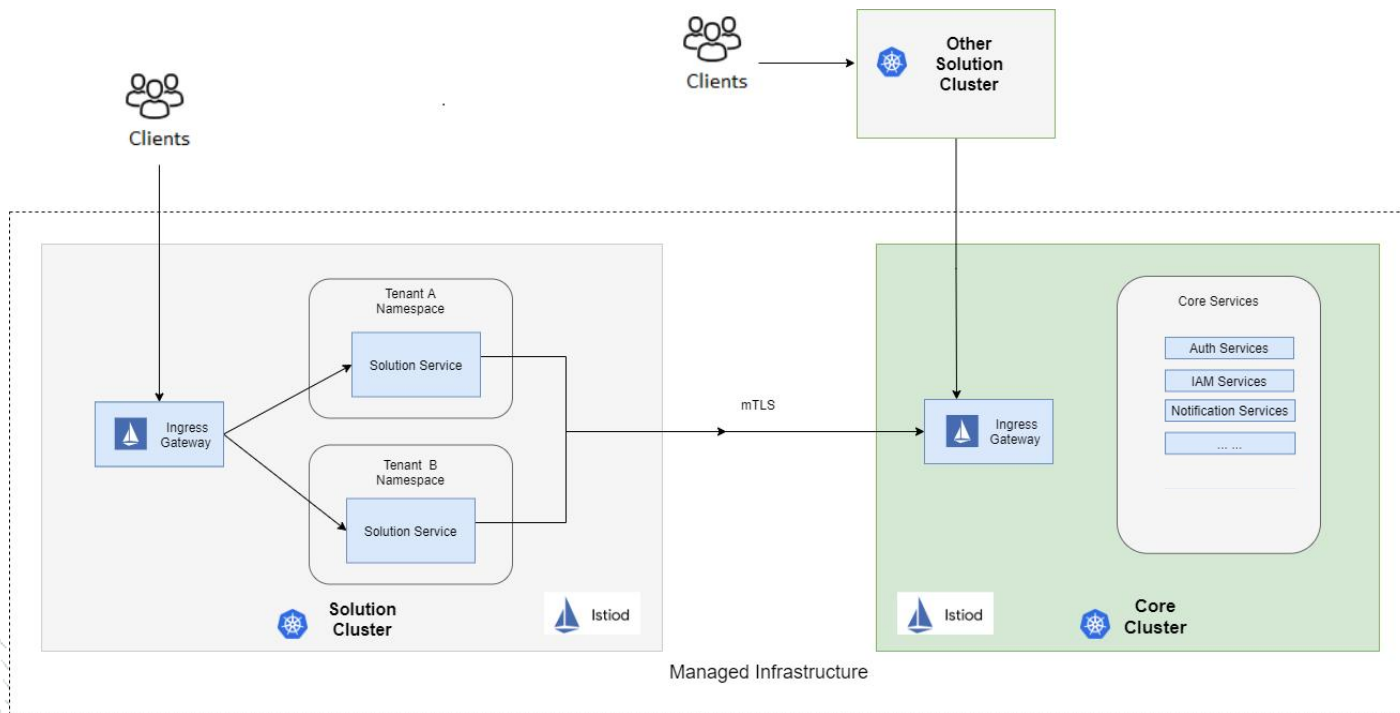 Clients
Clients
Other
Solution
Cluster
Tenant A
Namespace
Solution Service
Ingress
Gateway
Tenant B
Namespace
Solution Service
Solution
Cluster
Istiod
mTLS
Ingress
Gateway
Core Services
Auth Services
IAM Services
Notification Services
... ...
Istiod
Core
Cluster
Managed Infrastructure